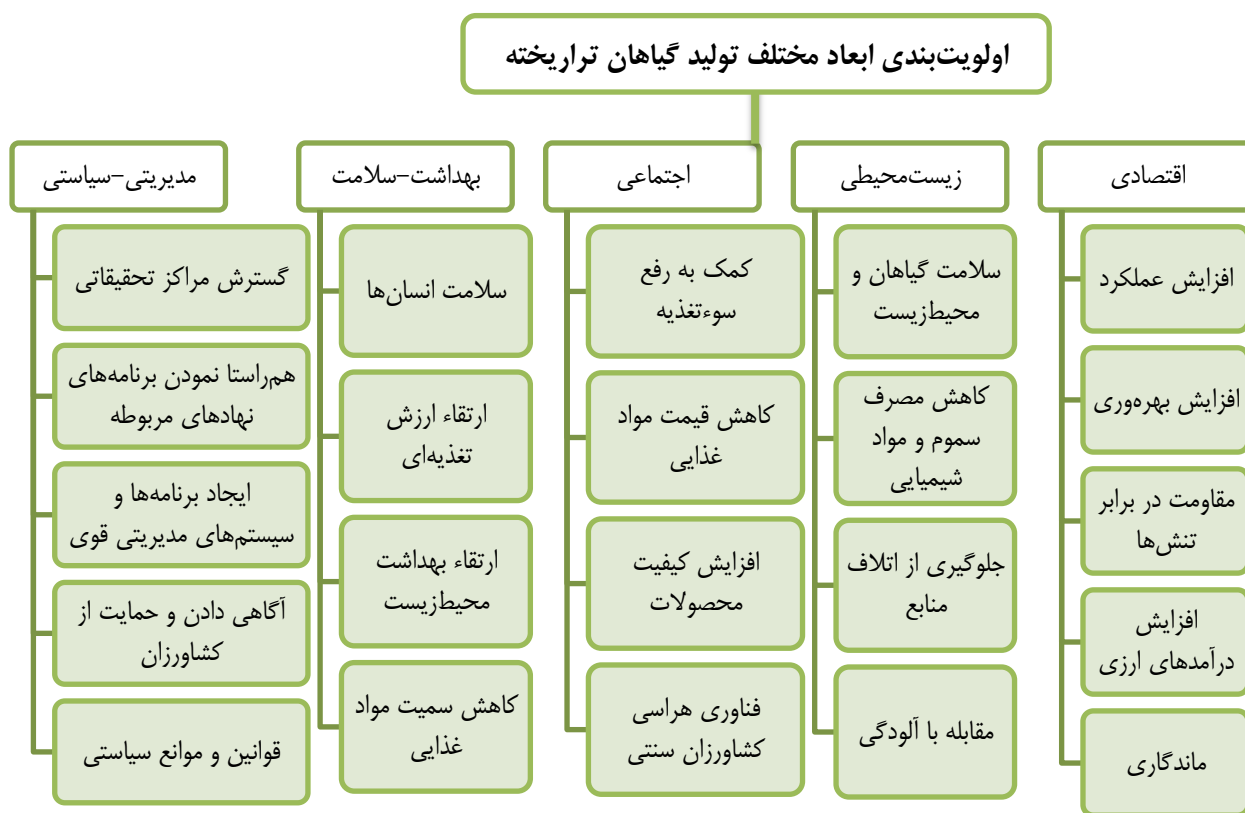 اولویت‌بندی ابعاد مختلف تولید گیاهان تراریخته
اقتصادی
افزایش عملکرد
افزایش بهره‌وری
مقاومت در برابر
تنش‌ها
افزایش
درآمدهای ارزی
ماندگاری
زیست‌محیطی
سلامت گیاهان و
محیط‌زیست
کاهش مصرف
سموم و مواد
شیمیایی
جلوگیری از اتلاف
منابع
مقابله با آلودگی
اجتماعی
کمک به رفع
سوء‌تغذیه
کاهش قیمت مواد
غذایی
افزایش کیفیت
محصولات
فناوری هراسی
کشاورزان سنتی
بهداشت-سلامت
سلامت انسان‌ها
ارتقاء ارزش
تغذیه‌ای
ارتقاء بهداشت
محیط‌زیست
کاهش سمیت مواد
غذایی
مدیریتی-سیاستی
گسترش مراکز تحقیقاتی
هم‌راستا نمودن برنامه‌های
نهادهای مربوطه
ایجاد برنامه‌ها و
سیستم‌های مدیریتی قوی
آگاهی دادن و حمایت از
کشاورزان
قوانین و موانع سیاستی